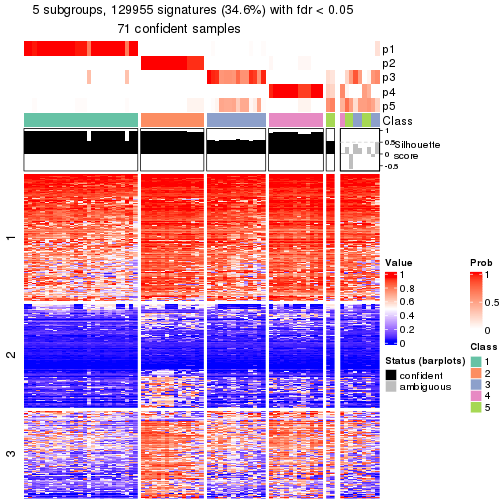 5 subgroups, 129955 signatures (34.6%) with fdr < 0.05
71 confident samples
p1
p2
p3
p4
p5
Class
1
0.5
0
-0.5
Silhouette
score
1
2
3
Value
1
0.8
0.6
0.4
0.2
0
Prob
1
0.5
0
Status (barplots)
confident
ambiguous
Class
1
2
3
4
5